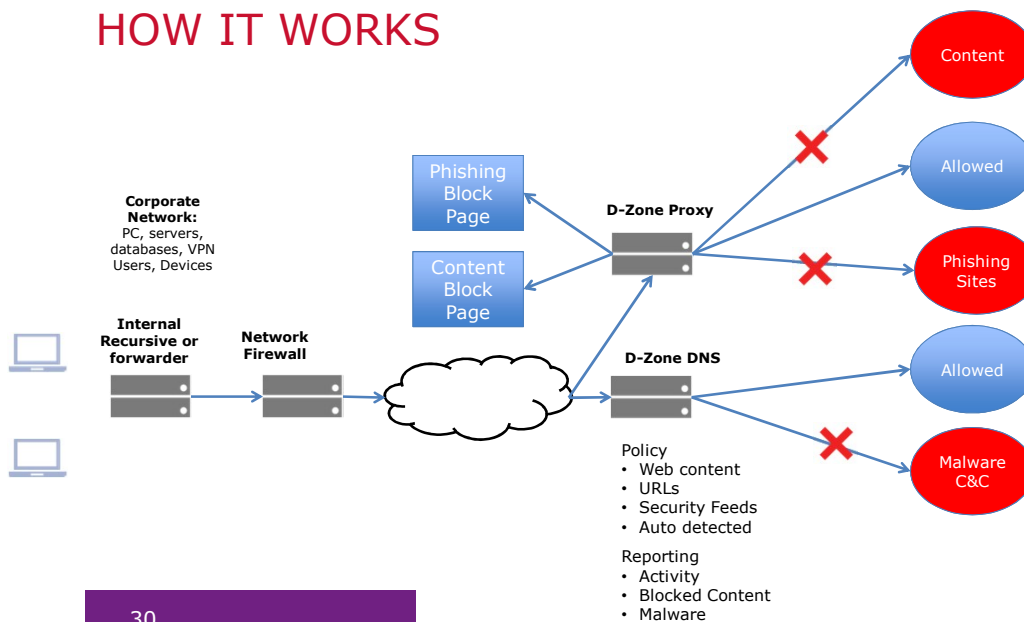 HOW IT WORKS
Content
Allowed
Phishing
Block
Page
Corporate
Network:
PC, servers,
databases, VPN
Users, Devices
D-Zone Proxy
Phishing
Sites
Content
Block
Page
Internal
Recursive or
forwarder
Network
Firewall
D-Zone DNS
Allowed
Malware
C&C
Policy
• Web content
• URLs
• Security Feeds
• Auto detected
Reporting
• Activity
• Blocked Content
• Malware
30